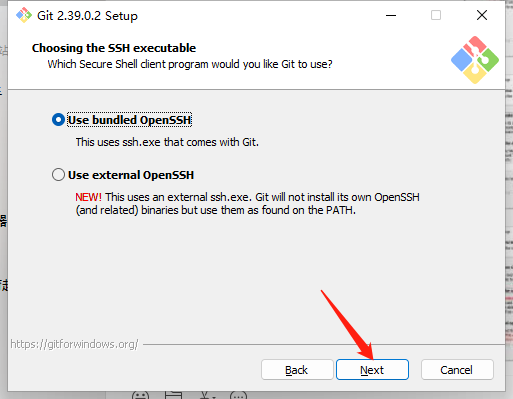 Git 2.39.0.2 Setup
Choosing the SSH executable
Which Secure Shell client program would you like Git to use?
站
Use bundled OpenSSH
This uses ssh.exe that comes with Git.
Use external OpenSSH
NEW! This uses an external ssh.exe. Git will not install its own OpenSSH
(and related) binaries but use them as found on the PATH.
器
https://gitforwindows.org/
Back
Next
Cancel